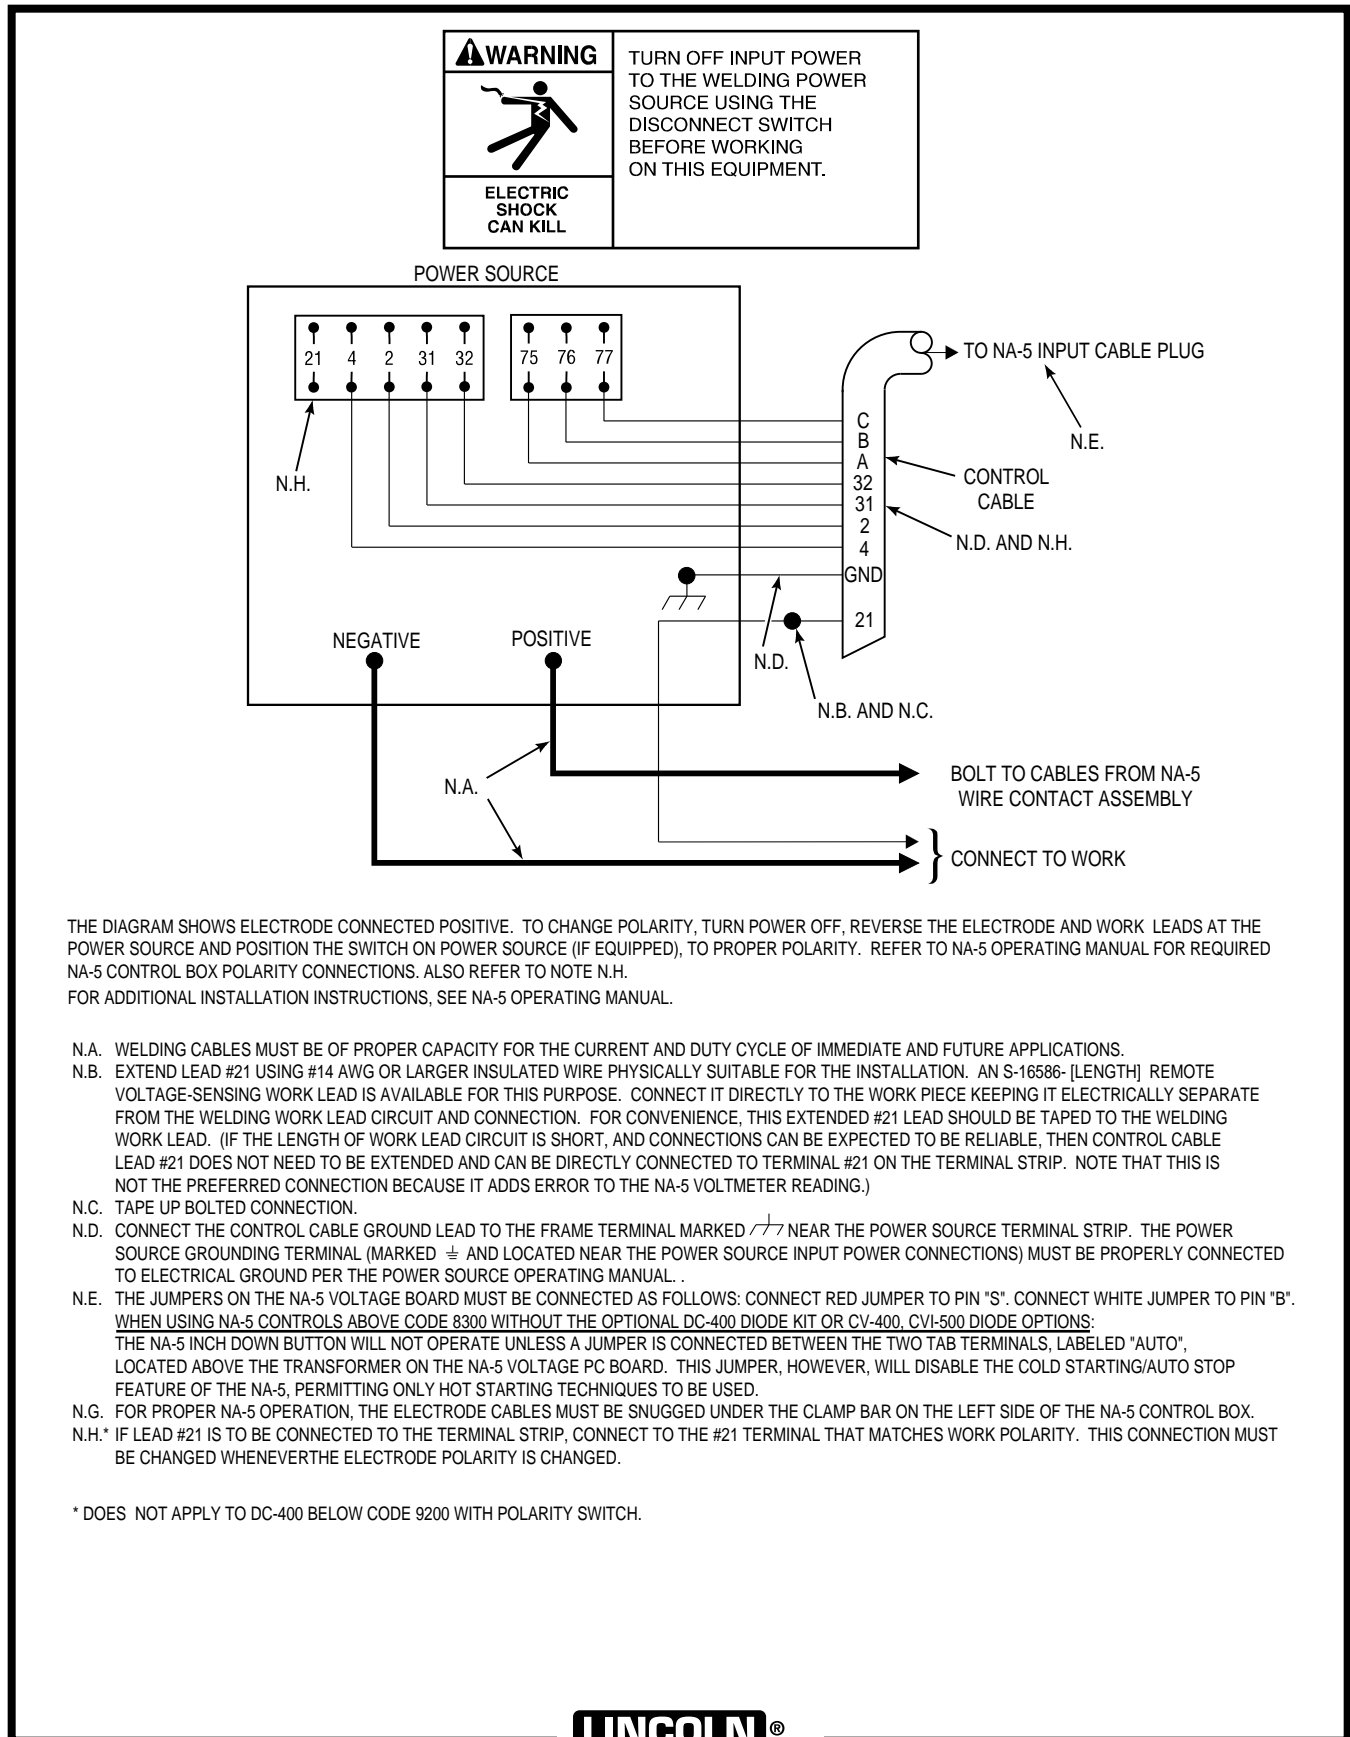 WARNING
ELECTRIC
SHOCK
CAN KILL
TURN OFF INPUT POWER
TO THE WELDING POWER
SOURCE USING THE
DISCONNECT SWITCH
BEFORE WORKING
ON THIS EQUIPMENT.
POWER SOURCE
21 4 2 31 32 75 76 77
TO NA-5 INPUT CABLE PLUG
N.E.
N.H.
C
B
A
32
31
2
4
GND
21
CONTROL
CABLE
N.D. AND N.H.
NEGATIVE
POSITIVE
N.D.
N.B. AND N.C.
N.A.
BOLT TO CABLES FROM NA-5
WIRE CONTACT ASSEMBLY
CONNECT TO WORK
THE DIAGRAM SHOWS ELECTRODE CONNECTED POSITIVE. TO CHANGE POLARITY, TURN POWER OFF, REVERSE THE ELECTRODE AND WORK LEADS AT THE
POWER SOURCE AND POSITION THE SWITCH ON POWER SOURCE (IF EQUIPPED), TO PROPER POLARITY. REFER TO NA-5 OPERATING MANUAL FOR REQUIRED
NA-5 CONTROL BOX POLARITY CONNECTIONS. ALSO REFER TO NOTE N.H.
FOR ADDITIONAL INSTALLATION INSTRUCTIONS, SEE NA-5 OPERATING MANUAL.
N.A. WELDING CABLES MUST BE OF PROPER CAPACITY FOR THE CURRENT AND DUTY CYCLE OF IMMEDIATE AND FUTURE APPLICATIONS.
N.B. EXTEND LEAD #21 USING #14 AWG OR LARGER INSULATED WIRE PHYSICALLY SUITABLE FOR THE INSTALLATION. AN S-16586- [LENGTH] REMOTE
VOLTAGE-SENSING WORK LEAD IS AVAILABLE FOR THIS PURPOSE. CONNECT IT DIRECTLY TO THE WORK PIECE KEEPING IT ELECTRICALLY SEPARATE
FROM THE WELDING WORK LEAD CIRCUIT AND CONNECTION. FOR CONVENIENCE, THIS EXTENDED #21 LEAD SHOULD BE TAPED TO THE WELDING
WORK LEAD. (IF THE LENGTH OF WORK LEAD CIRCUIT IS SHORT, AND CONNECTIONS CAN BE EXPECTED TO BE RELIABLE, THEN CONTROL CABLE
LEAD #21 DOES NOT NEED TO BE EXTENDED AND CAN BE DIRECTLY CONNECTED TO TERMINAL #21 ON THE TERMINAL STRIP. NOTE THAT THIS IS
NOT THE PREFERRED CONNECTION BECAUSE IT ADDS ERROR TO THE NA-5 VOLTMETER READING.)
N.C. TAPE UP BOLTED CONNECTION.
N.D. CONNECT THE CONTROL CABLE GROUND LEAD TO THE FRAME TERMINAL MARKED NEAR THE POWER SOURCE TERMINAL STRIP. THE POWER
SOURCE GROUNDING TERMINAL (MARKED ⏚ AND LOCATED NEAR THE POWER SOURCE INPUT POWER CONNECTIONS) MUST BE PROPERLY CONNECTED
TO ELECTRICAL GROUND PER THE POWER SOURCE OPERATING MANUAL. .
N.E. THE JUMPERS ON THE NA-5 VOLTAGE BOARD MUST BE CONNECTED AS FOLLOWS: CONNECT RED JUMPER TO PIN "S". CONNECT WHITE JUMPER TO PIN "B".
WHEN USING NA-5 CONTROLS ABOVE CODE 8300 WITHOUT THE OPTIONAL DC-400 DIODE KIT OR CV-400, CVI-500 DIODE OPTIONS:
THE NA-5 INCH DOWN BUTTON WILL NOT OPERATE UNLESS A JUMPER IS CONNECTED BETWEEN THE TWO TAB TERMINALS, LABELED "AUTO",
LOCATED ABOVE THE TRANSFORMER ON THE NA-5 VOLTAGE PC BOARD. THIS JUMPER, HOWEVER, WILL DISABLE THE COLD STARTING/AUTO STOP
FEATURE OF THE NA-5, PERMITTING ONLY HOT STARTING TECHNIQUES TO BE USED.
N.G. FOR PROPER NA-5 OPERATION, THE ELECTRODE CABLES MUST BE SNUGGED UNDER THE CLAMP BAR ON THE LEFT SIDE OF THE NA-5 CONTROL BOX.
N.H.* IF LEAD #21 IS TO BE CONNECTED TO THE TERMINAL STRIP, CONNECT TO THE #21 TERMINAL THAT MATCHES WORK POLARITY. THIS CONNECTION MUST
BE CHANGED WHENEVERTHE ELECTRODE POLARITY IS CHANGED.
* DOES NOT APPLY TO DC-400 BELOW CODE 9200 WITH POLARITY SWITCH.
LINCOLN ®